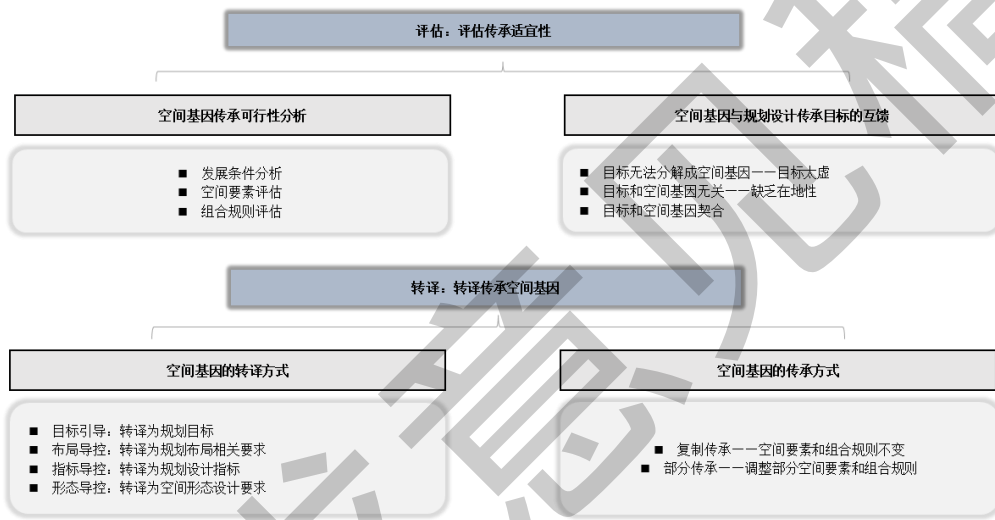 评估：评估传承适宜性
空间基因传承可行性分析
■ 发展条件分析
■ 空间要素评估
■ 组合规则评估
空间基因与规划设计传承目标的互馈
■ 目标无法分解成空间基因——目标太虚
■ 目标和空间基因无关——缺乏在地性
■ 目标和空间基因契合
转译：转译传承空间基因
空间基因的转译方式
■ 目标引导：转译为规划目标
■ 布局导控：转译为规划布局相关要求
■ 指标导控：转译为规划设计指标
■ 形态导控：转译为空间形态设计要求
空间基因的传承方式
■ 复制传承——空间要素和组合规则不变
■ 部分传承——调整部分空间要素和组合规则
意见稿